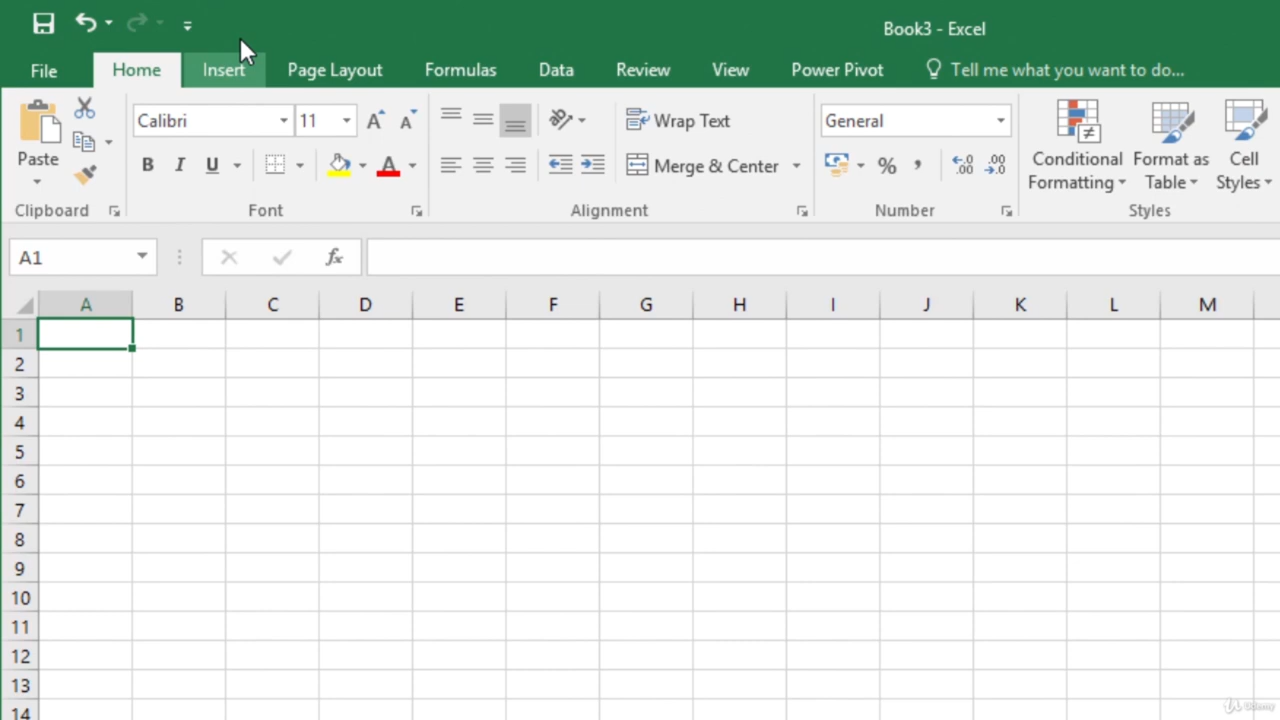 Book3 - Excel
File Home Insert Page Layout Formulas Data Review View Power Pivot Tell me what you want to do...
Calibri 11 Wrap Text General
Paste B I U A Merge & Center % Conditional Formatting Format as Table Cell Styles
Clipboard Font Alignment Number Styles
A1 fx
A B C D E F G H I J K L M
1
2
3
4
5
6
7
8
9
10
11
12
13
14
Udemy